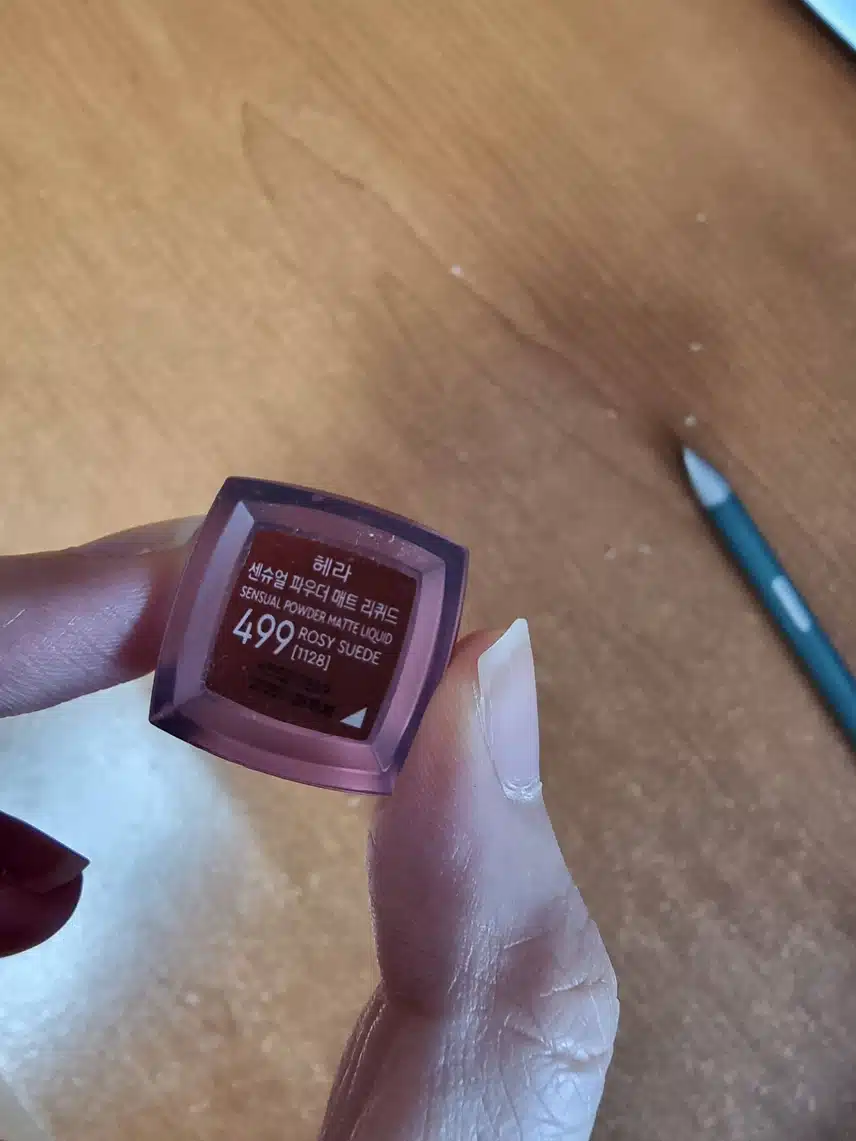 헤라
센슈얼 파우더 매트 리퀴드
SENSUAL POWDER MATTE LIQUID
499 ROSY SUEDE
[1128]